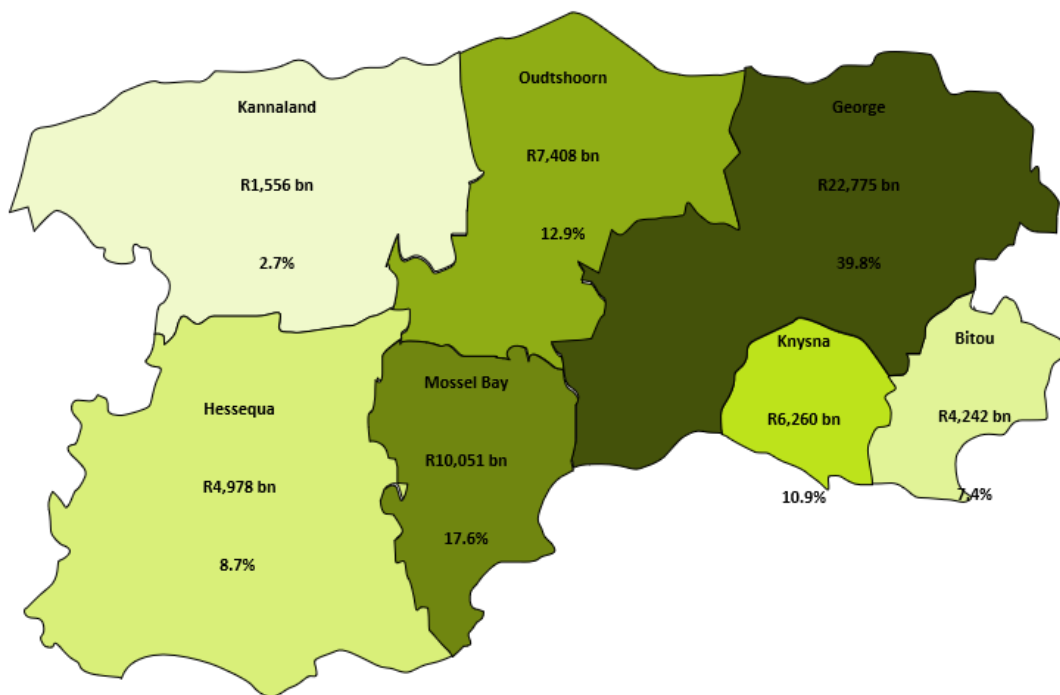 Kannaland
R1,556 bn
2.7%
Oudtshoorn
R7,408 bn
12.9%
George
R22,775 bn
39.8%
Hessequa
R4,978 bn
8.7%
Mossel Bay
R10,051 bn
17.6%
Knysna
R6,260 bn
10.9%
Bitou
R4,242 bn
7.4%